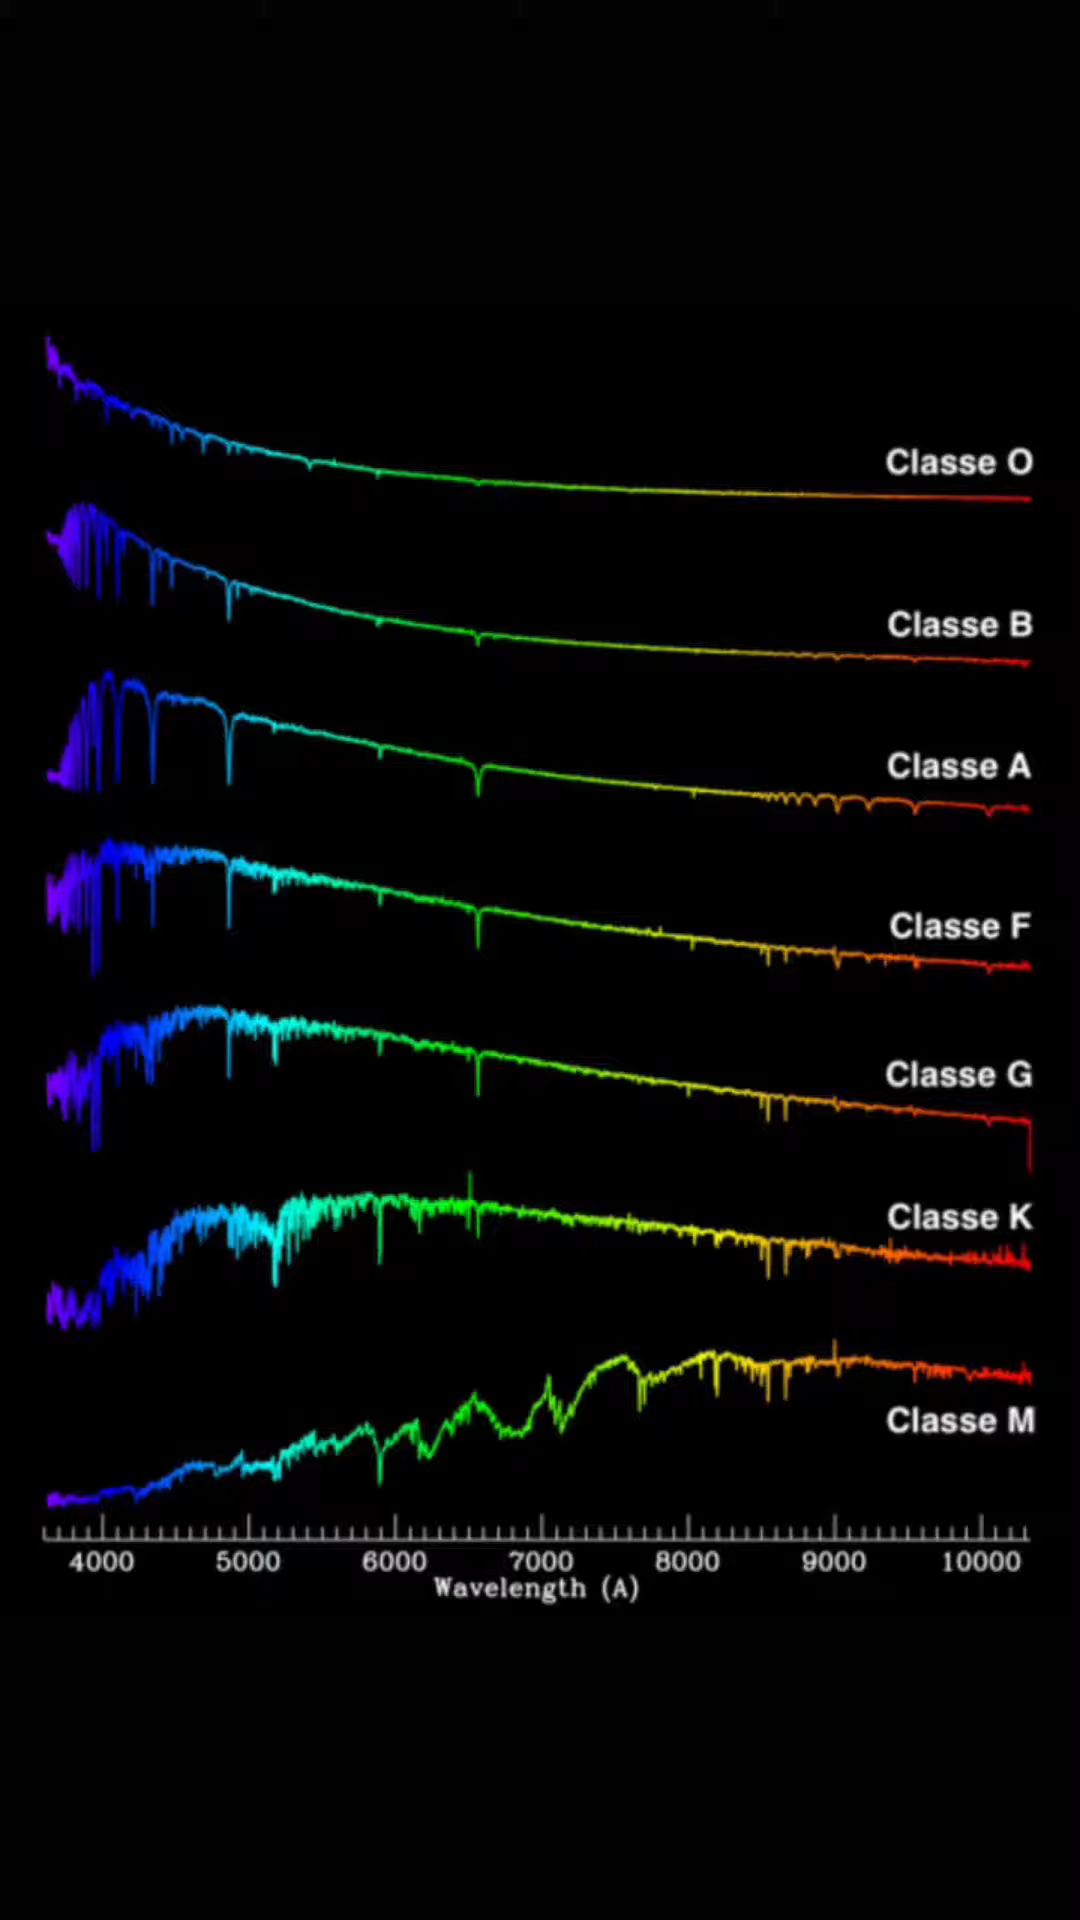 Classe O
Classe B
Classe A
Classe F
Classe G
Classe K
Classe M
4000 5000 6000 7000 8000 9000 10000
Wavelength (A)